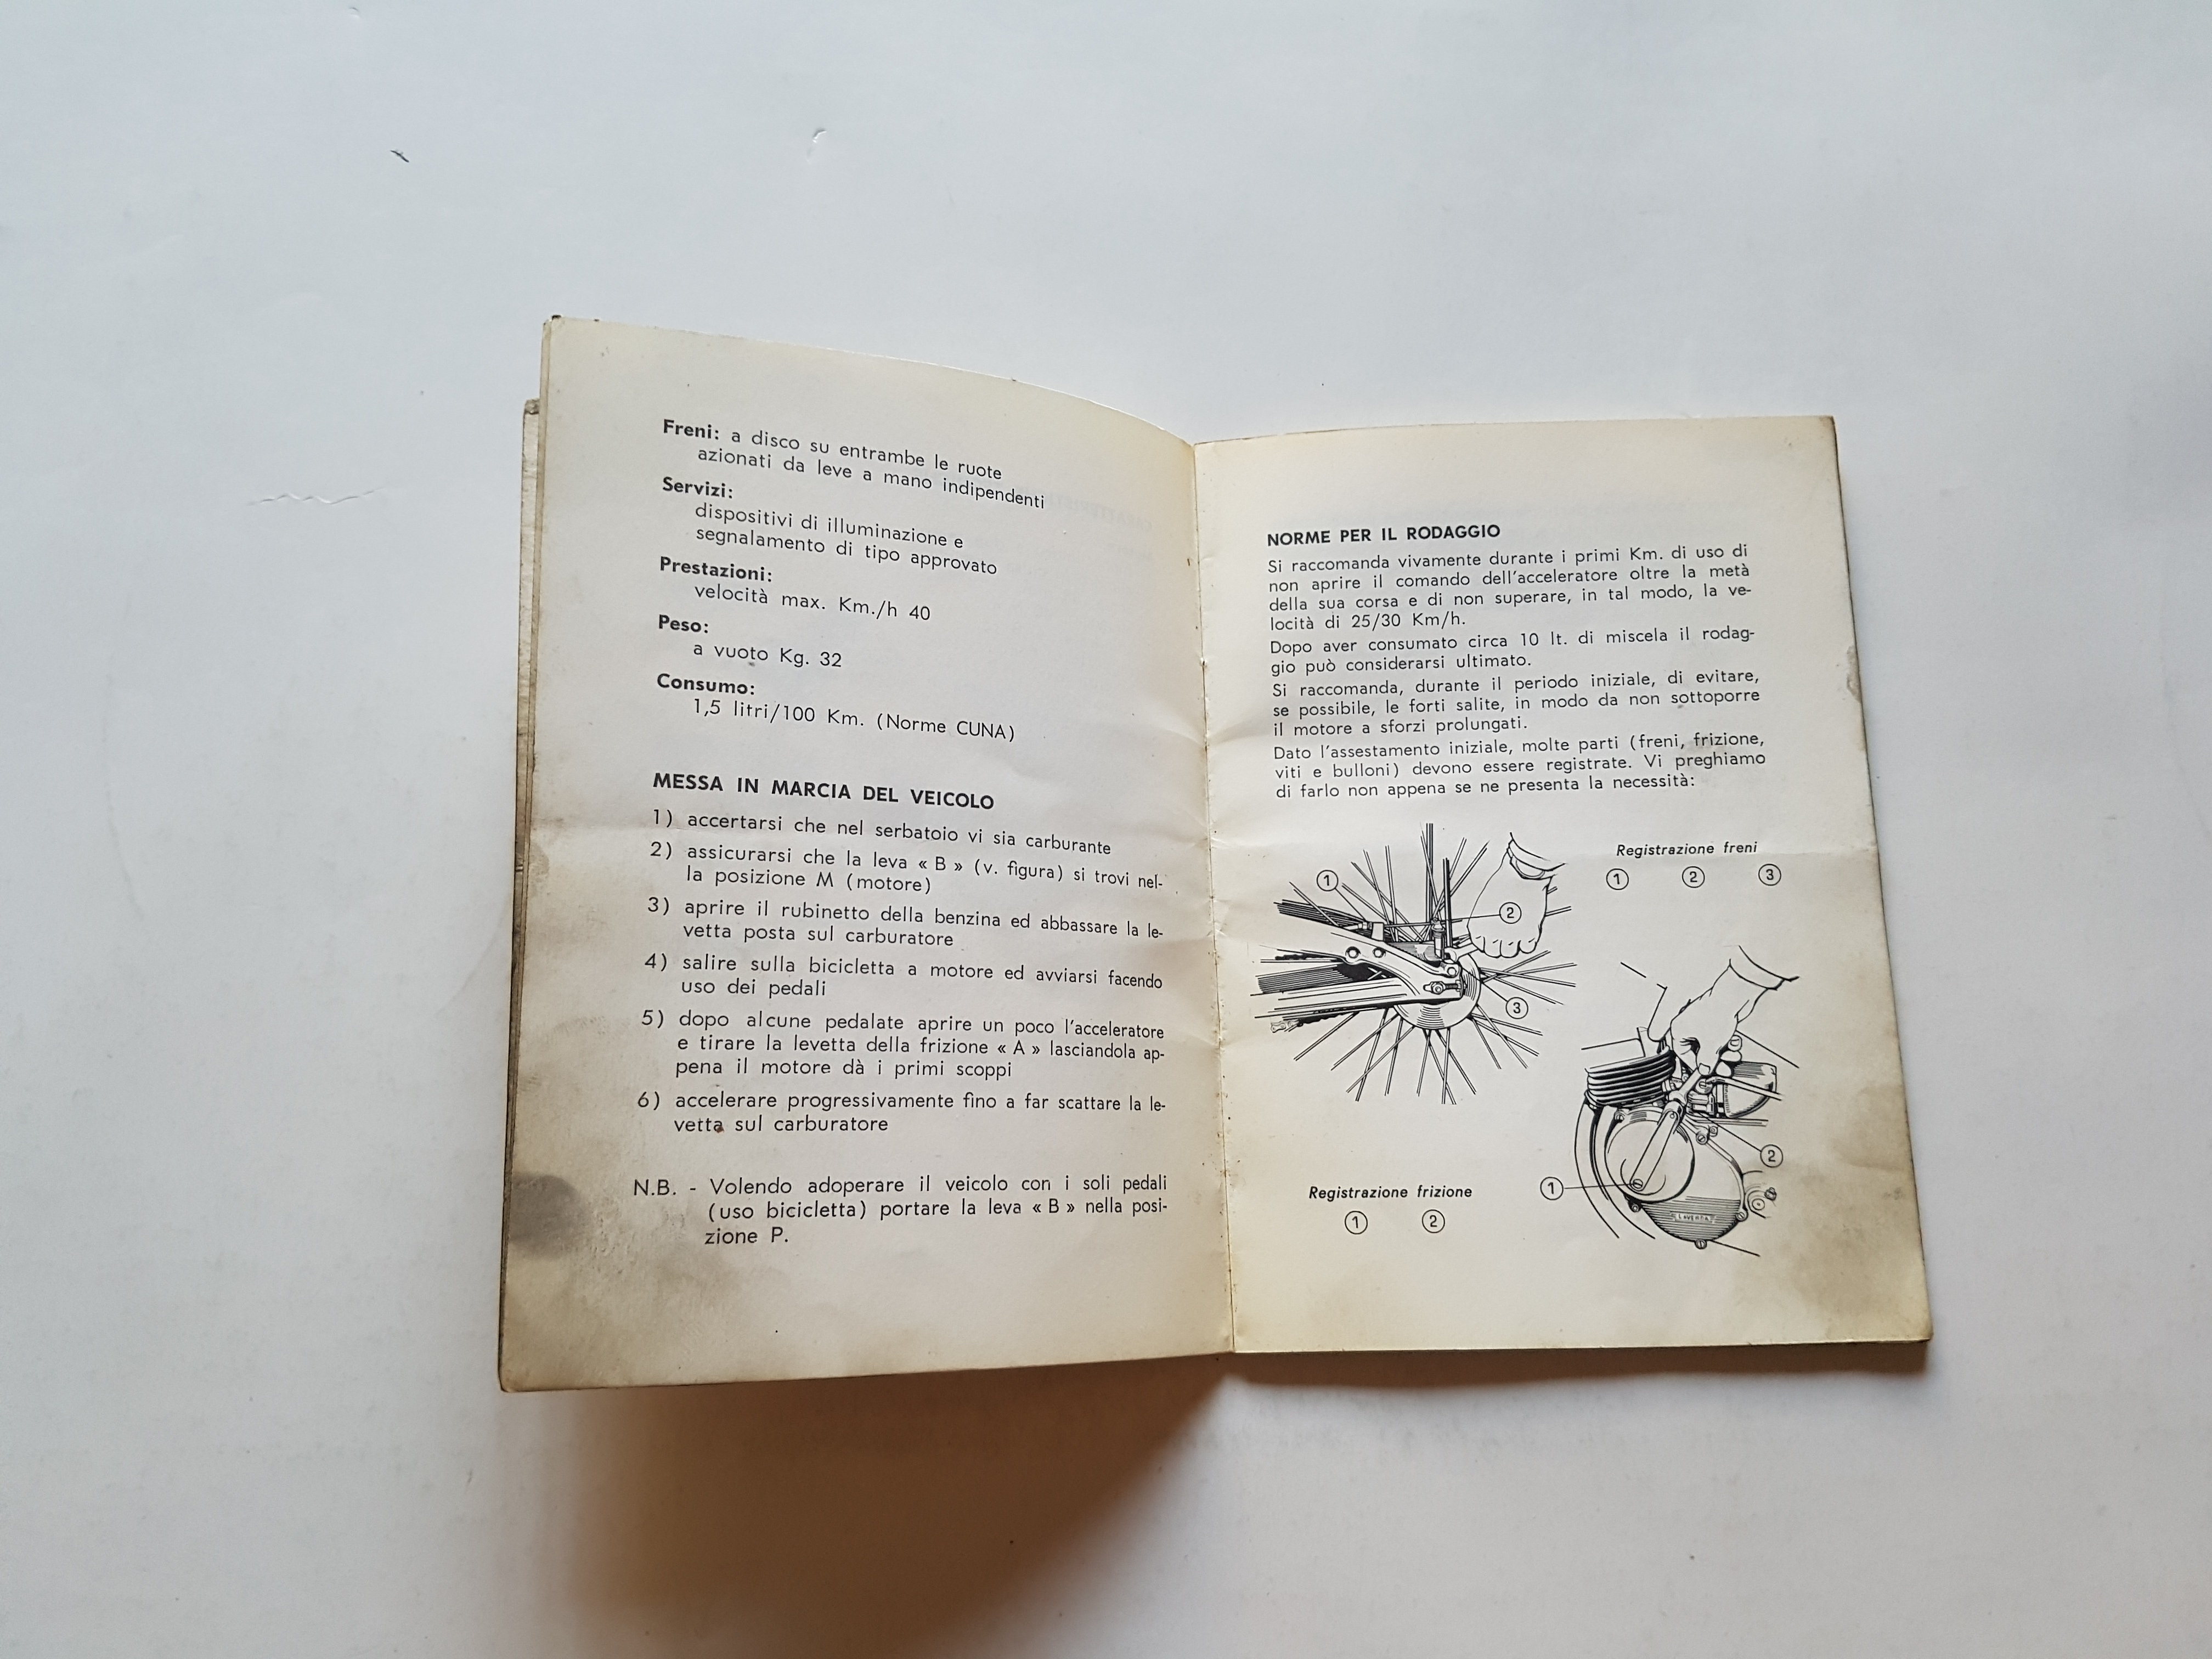 Freni: a disco su entrambe le ruote
azionati da leve a mano indipendenti
Servizi:
dispositivi di illuminazione e
segnalamento di tipo approvato
Prestazioni:
velocità max. Km./h 40
Peso:
a vuoto Kg. 32
Consumo:
1,5 litri/100 Km. (Norme CUNA)
MESSA IN MARCIA DEL VEICOLO
1) accertarsi che nel serbatoio vi sia carburante
2) assicurarsi che la leva « B » (v. figura) si trovi nel-
la posizione M (motore)
3) aprire il rubinetto della benzina ed abbassare la le-
vetta posta sul carburatore
4) salire sulla bicicletta a motore ed avviarsi facendo
uso dei pedali
5) dopo alcune pedalate aprire un poco l'acceleratore
e tirare la levetta della frizione « A » lasciandola ap-
pena il motore dà i primi scoppi
6) accelerare progressivamente fino a far scattare la le-
vetta sul carburatore
N.B. - Volendo adoperare il veicolo con i soli pedali
(uso bicicletta) portare la leva « B » nella posi-
zione P.
NORME PER IL RODAGGIO
Si raccomanda vivamente durante i primi Km. di uso di
non aprire il comando dell'acceleratore oltre la metà
della sua corsa e di non superare, in tal modo, la ve-
locità di 25/30 Km/h.
Dopo aver consumato circa 10 lt. di miscela il rodag-
gio può considerarsi ultimato.
Si raccomanda, durante il periodo iniziale, di evitare,
se possibile, le forti salite, in modo da non sottoporre
il motore a sforzi prolungati.
Dato l'assestamento iniziale, molte parti (freni, frizione,
viti e bulloni) devono essere registrate. Vi preghiamo
di farlo non appena se ne presenta la necessità:
Registrazione freni
1 2 3
1
2
3
2
1
LAVERDA
Registrazione frizione
1 2